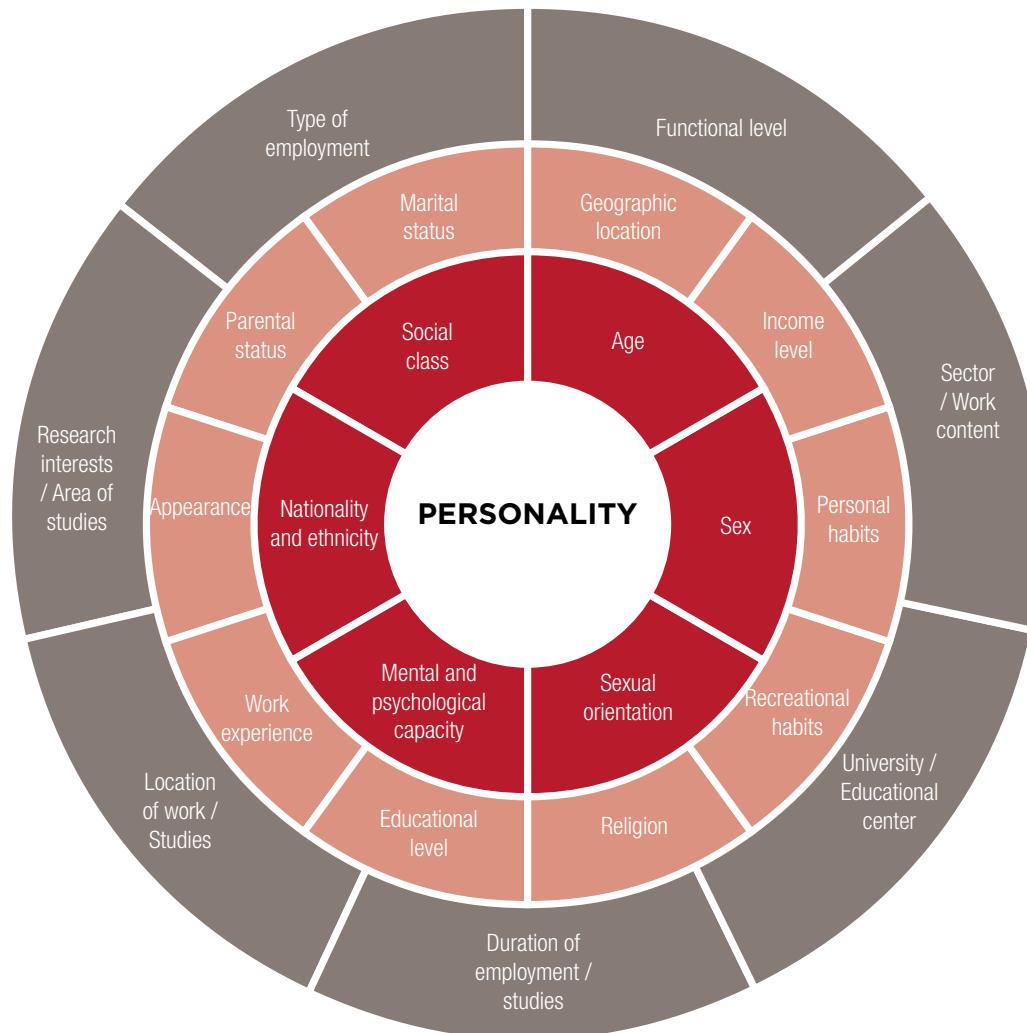 Type of
employment
Functional level
Marital
status
Geographic
location
Parental
status
Social
class
Age
Income
level
Sector
/ Work
content
Research
interests
/ Area of
studies
Appearance
Nationality
and ethnicity
PERSONALITY
Sex
Personal
habits
Work
experience
Mental and
psychological
capacity
Sexual
orientation
Recreational
habits
Location
of work /
Studies
Educational
level
Religion
University /
Educational
center
Duration of
employment /
studies